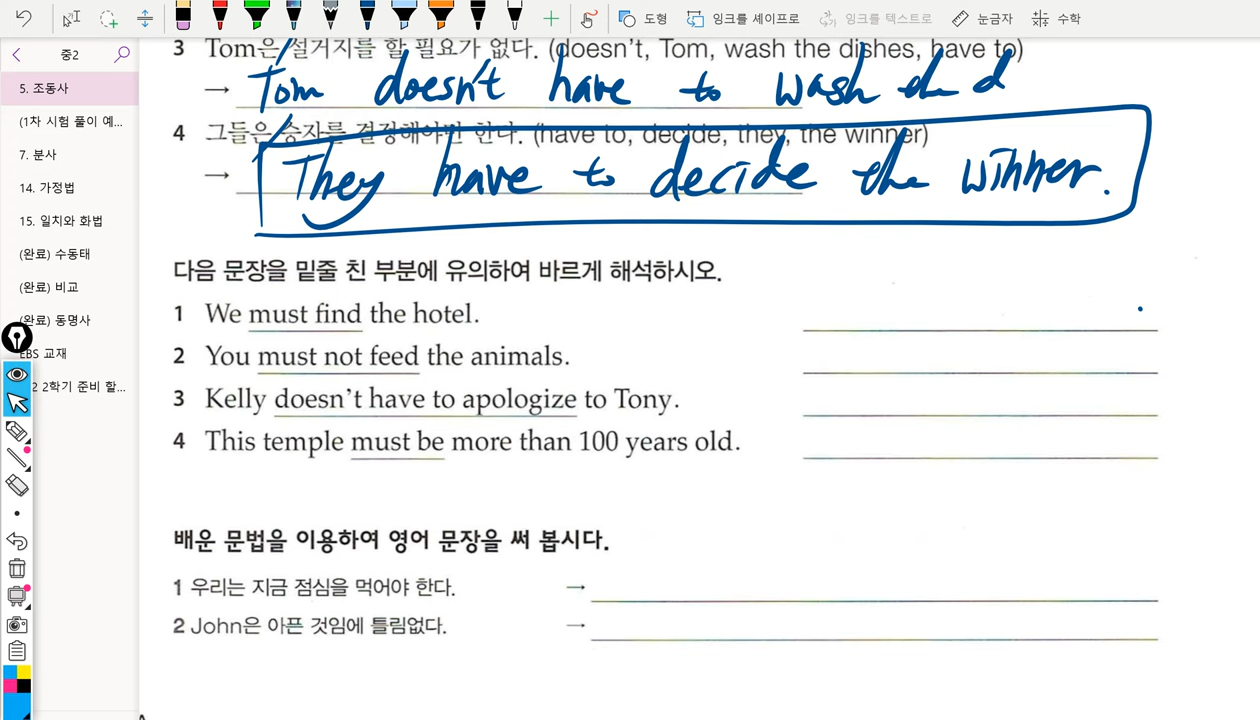 도형 잉크를 셰이프로 잉크를 텍스트로 눈금자 수학
중2
5. 조동사
(1차 시험 풀이 예...
7. 분사
14. 가정법
15. 일치와 화법
(완료) 수동태
(완료) 비교
(완료) 동명사
EBS 교재
2 2학기 준비 할...
3 Tom은 설거지를 할 필요가 없다. (doesn't, Tom, wash the dishes, have to)
→ Tom doesn't have to wash the d
4 그들은 승자를 결정해야만 한다. (have to, decide, they, the winner)
→ They have to decide the winner.
다음 문장을 밑줄 친 부분에 유의하여 바르게 해석하시오.
1 We must find the hotel.
2 You must not feed the animals.
3 Kelly doesn't have to apologize to Tony.
4 This temple must be more than 100 years old.
배운 문법을 이용하여 영어 문장을 써 봅시다.
1 우리는 지금 점심을 먹어야 한다. →
2 John은 아픈 것임에 틀림없다. →